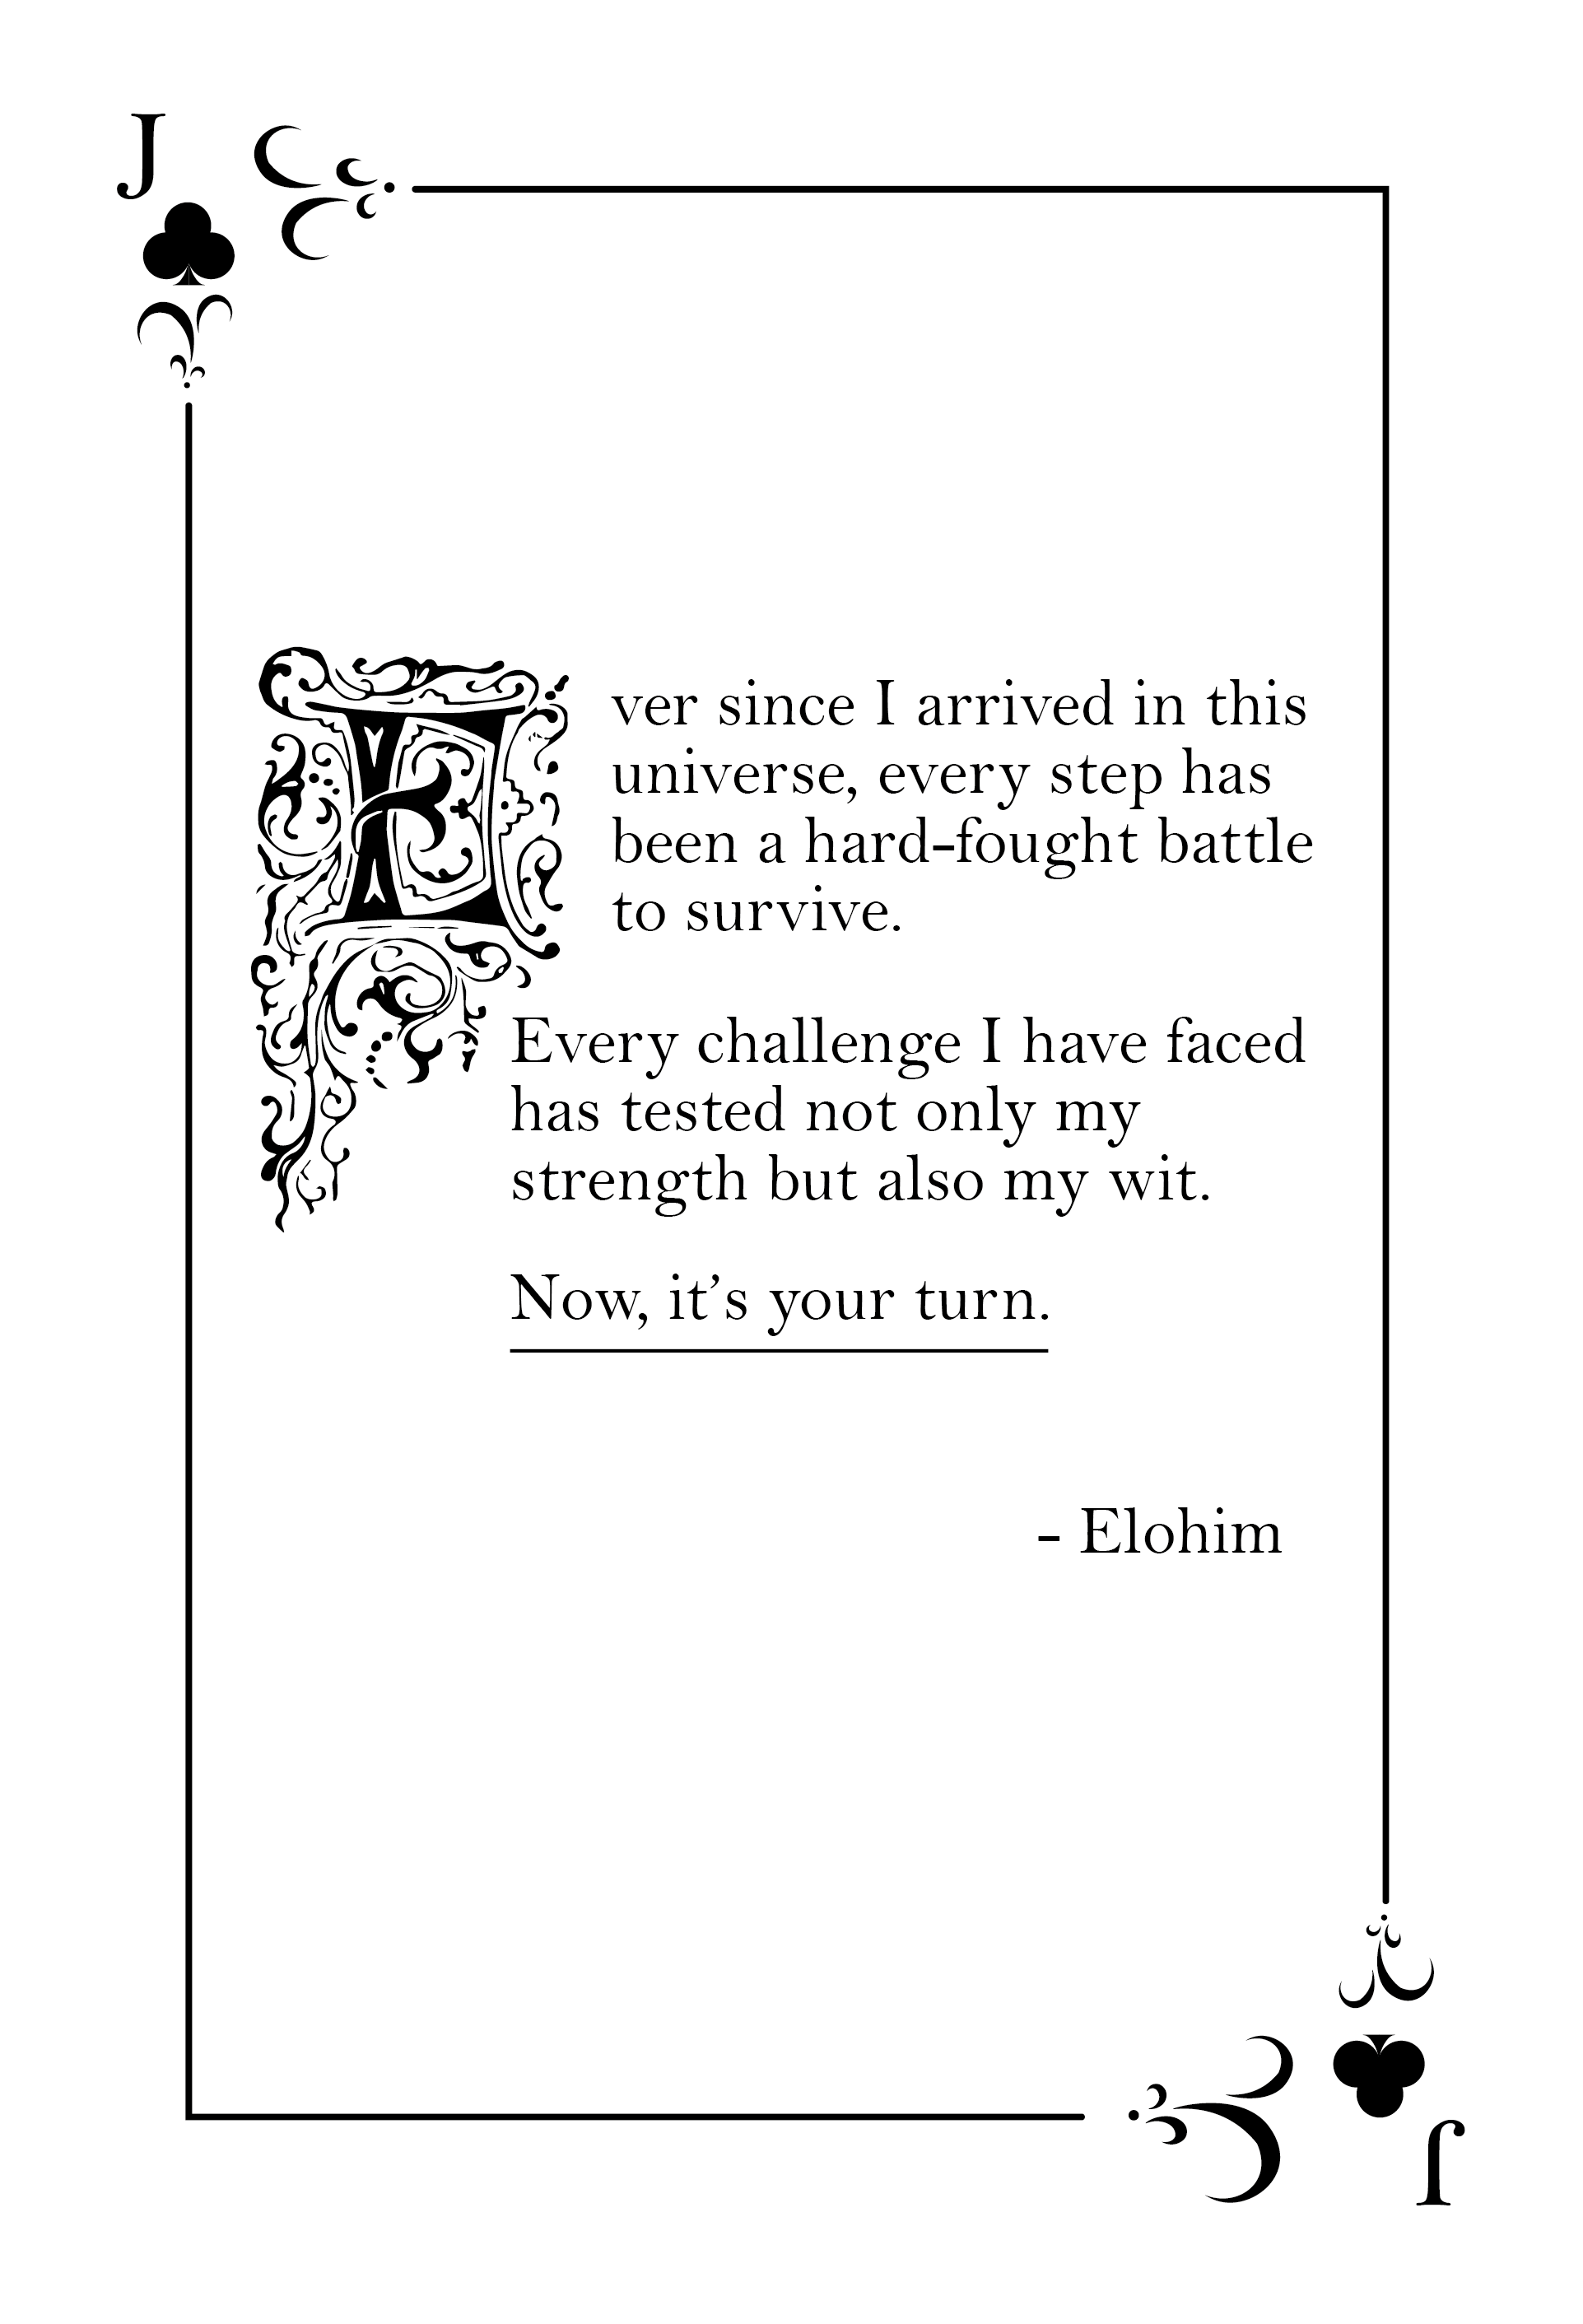 J
Ever since I arrived in this
universe, every step has
been a hard-fought battle
to survive.
Every challenge I have faced
has tested not only my
strength but also my wit.
Now, it’s your turn.
- Elohim
J